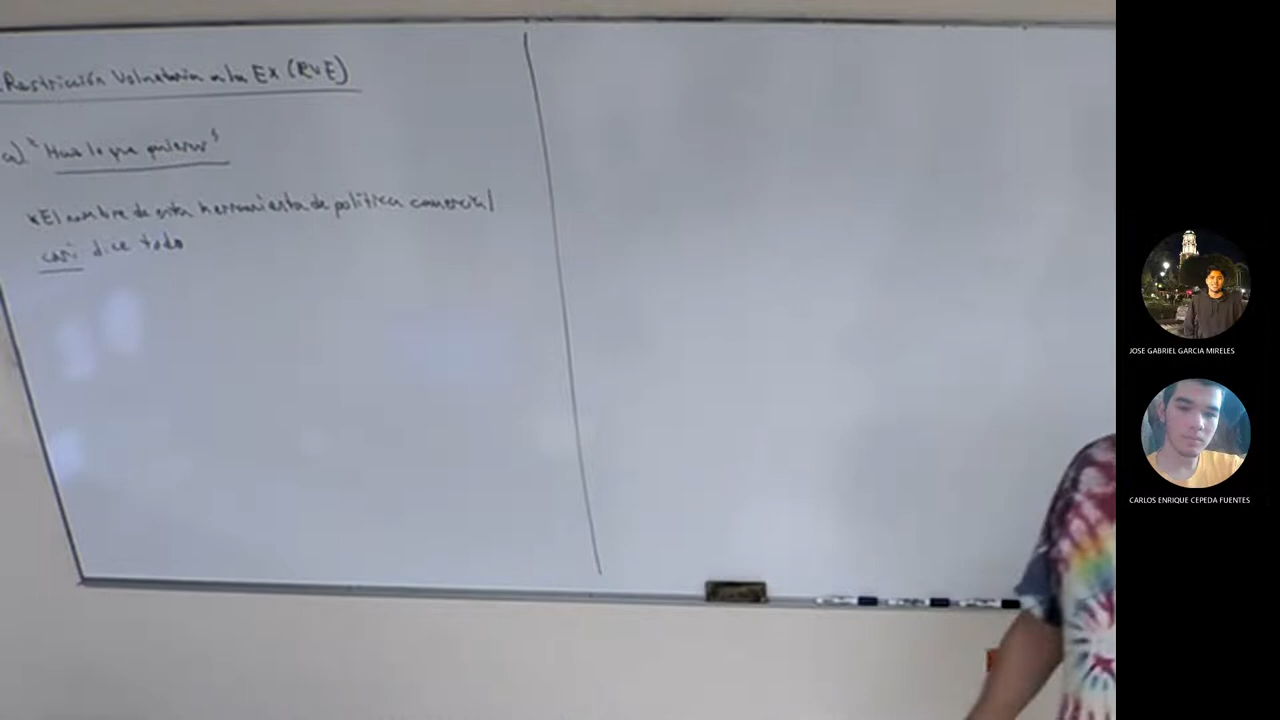 Restricción Voluntaria a la Ex (RVE)
a) "Haz lo que quieras"
*El nombre de esta herramienta de política comercial
casi dice todo
JOSE GABRIEL GARCIA MIRELES
CARLOS ENRIQUE CEPEDA FUENTES